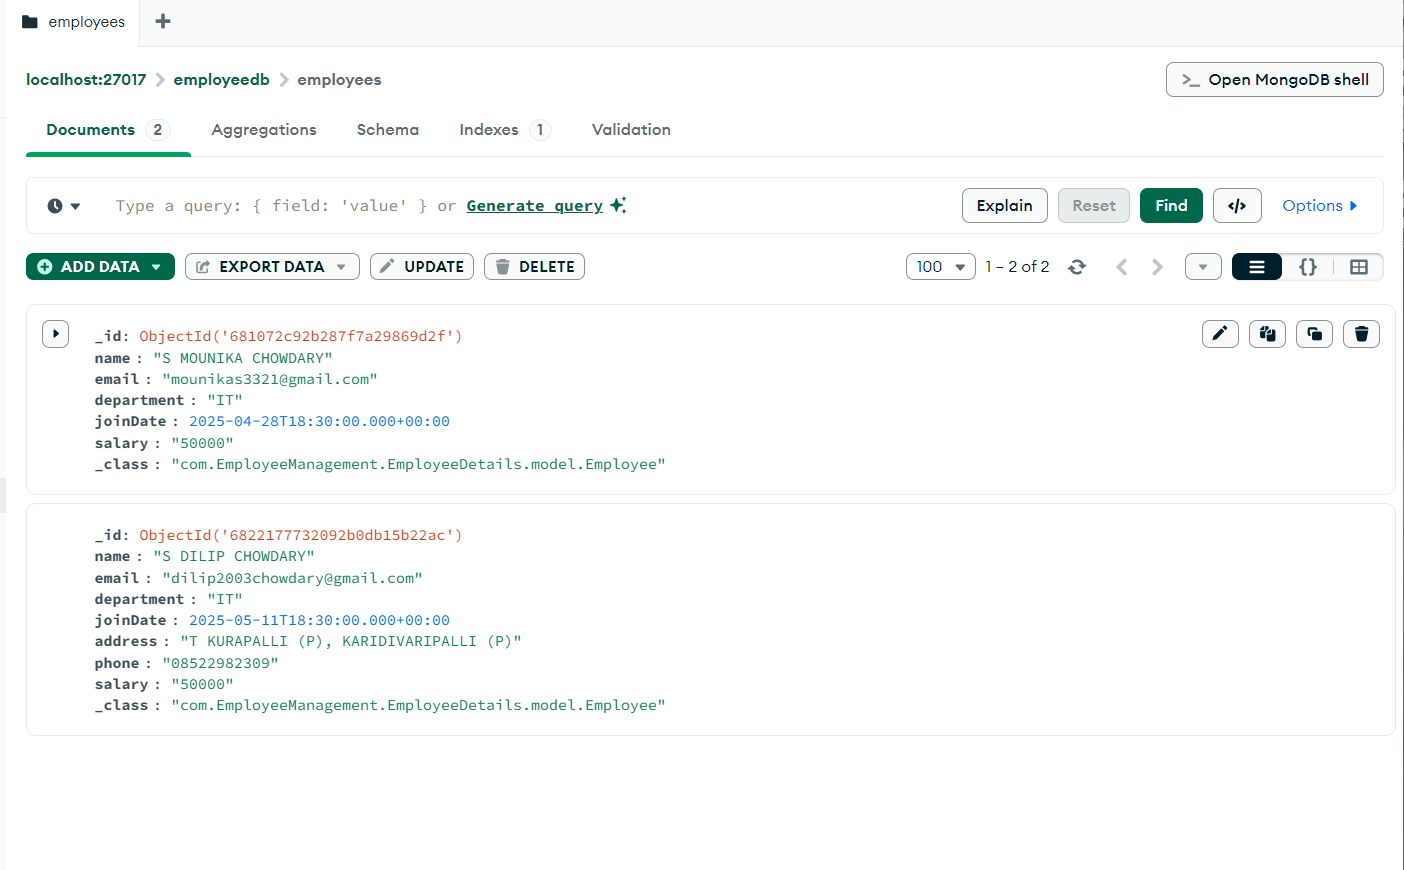 employees
localhost:27017 > employeedb > employees
>_ Open MongoDB shell
Documents 2 Aggregations Schema Indexes 1 Validation
Type a query: { field: 'value' } or Generate query
Explain Reset Find </> Options
ADD DATA EXPORT DATA UPDATE DELETE 100 1 – 2 of 2 {}
_id: ObjectId('681072c92b287f7a29869d2f')
name : "S MOUNIKA CHOWDARY"
email : "mounikas3321@gmail.com"
department : "IT"
joinDate : 2025-04-28T18:30:00.000+00:00
salary : "50000"
_class : "com.EmployeeManagement.EmployeeDetails.model.Employee"
_id: ObjectId('6822177732092b0db15b22ac')
name : "S DILIP CHOWDARY"
email : "dilip2003chowdary@gmail.com"
department : "IT"
joinDate : 2025-05-11T18:30:00.000+00:00
address : "T KURAPALLI (P), KARIDIVARIPALLI (P)"
phone : "08522982309"
salary : "50000"
_class : "com.EmployeeManagement.EmployeeDetails.model.Employee"